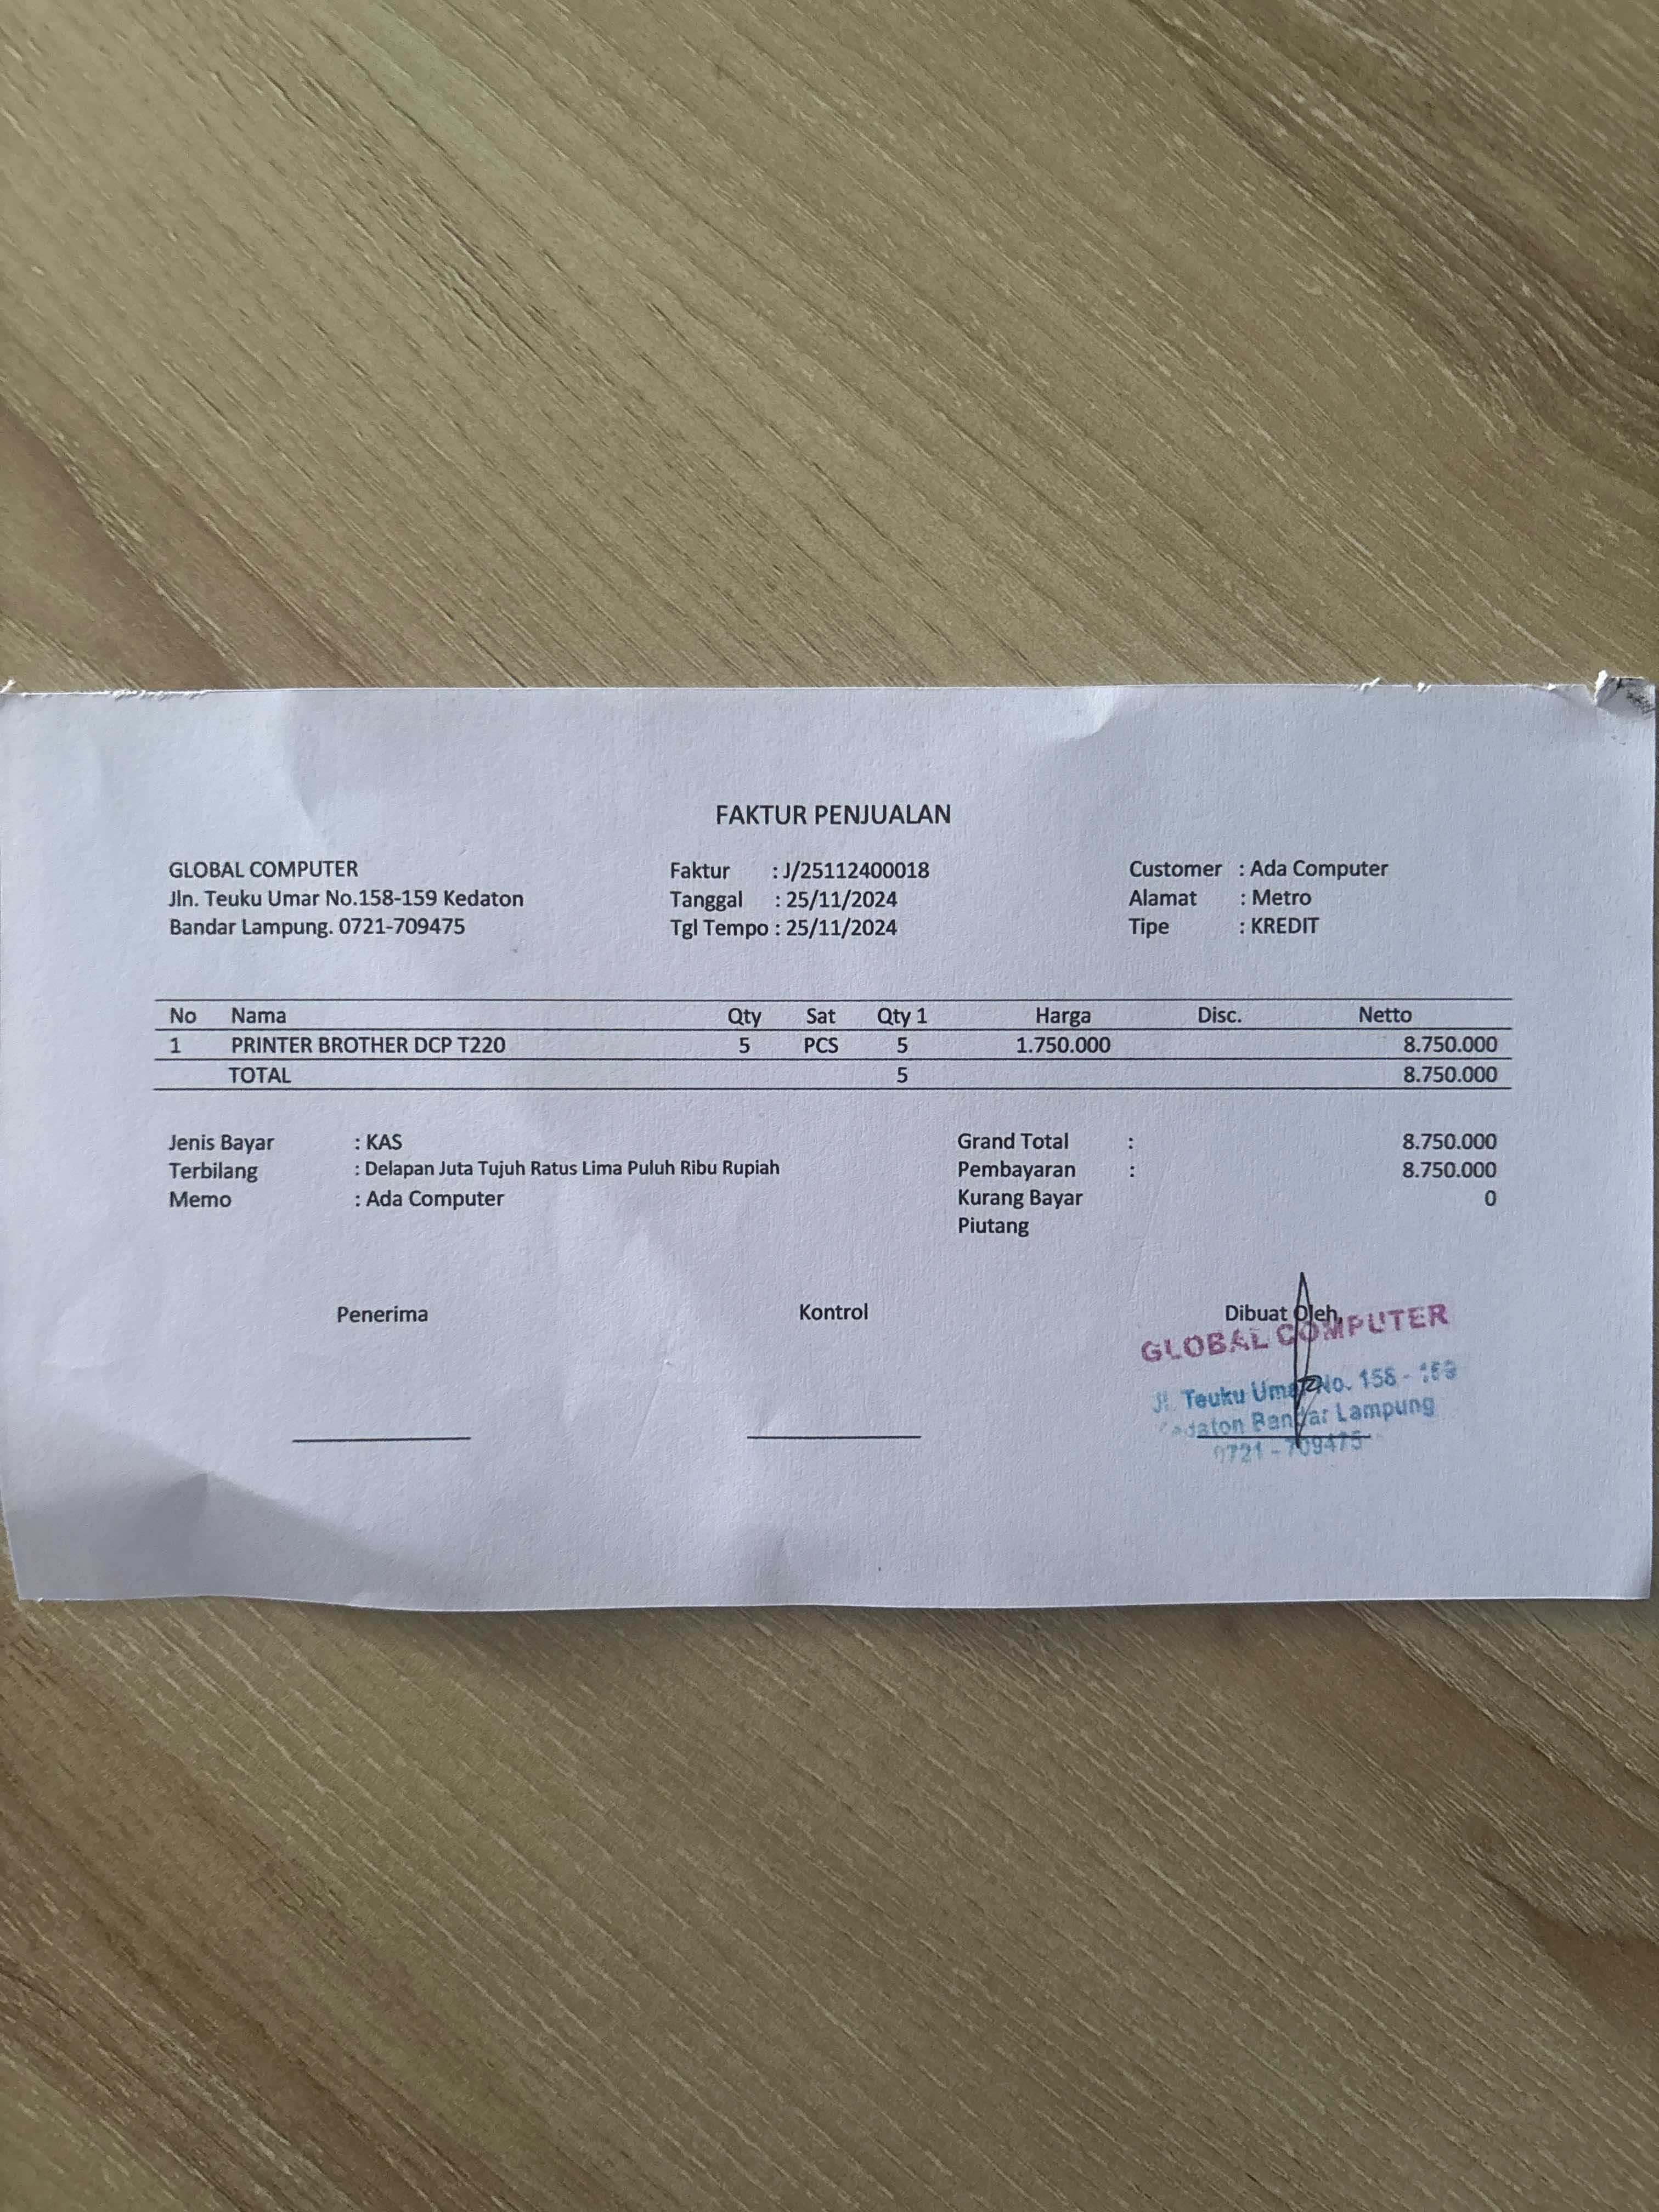 FAKTUR PENJUALAN
GLOBAL COMPUTER
Jln. Teuku Umar No.158-159 Kedaton
Bandar Lampung. 0721-709475
Faktur : J/25112400018
Tanggal : 25/11/2024
Tgl Tempo : 25/11/2024
Customer : Ada Computer
Alamat : Metro
Tipe : KREDIT
No Nama Qty Sat Qty 1 Harga Disc. Netto
1 PRINTER BROTHER DCP T220 5 PCS 5 1.750.000 8.750.000
TOTAL 5 8.750.000
Jenis Bayar : KAS
Terbilang : Delapan Juta Tujuh Ratus Lima Puluh Ribu Rupiah
Memo : Ada Computer
Grand Total : 8.750.000
Pembayaran : 8.750.000
Kurang Bayar 0
Piutang
Penerima
Kontrol
Dibuat Oleh,
GLOBAL COMPUTER
Jl. Teuku Umar No. 158 - 159
Kedaton Bandar Lampung
0721 - 709475